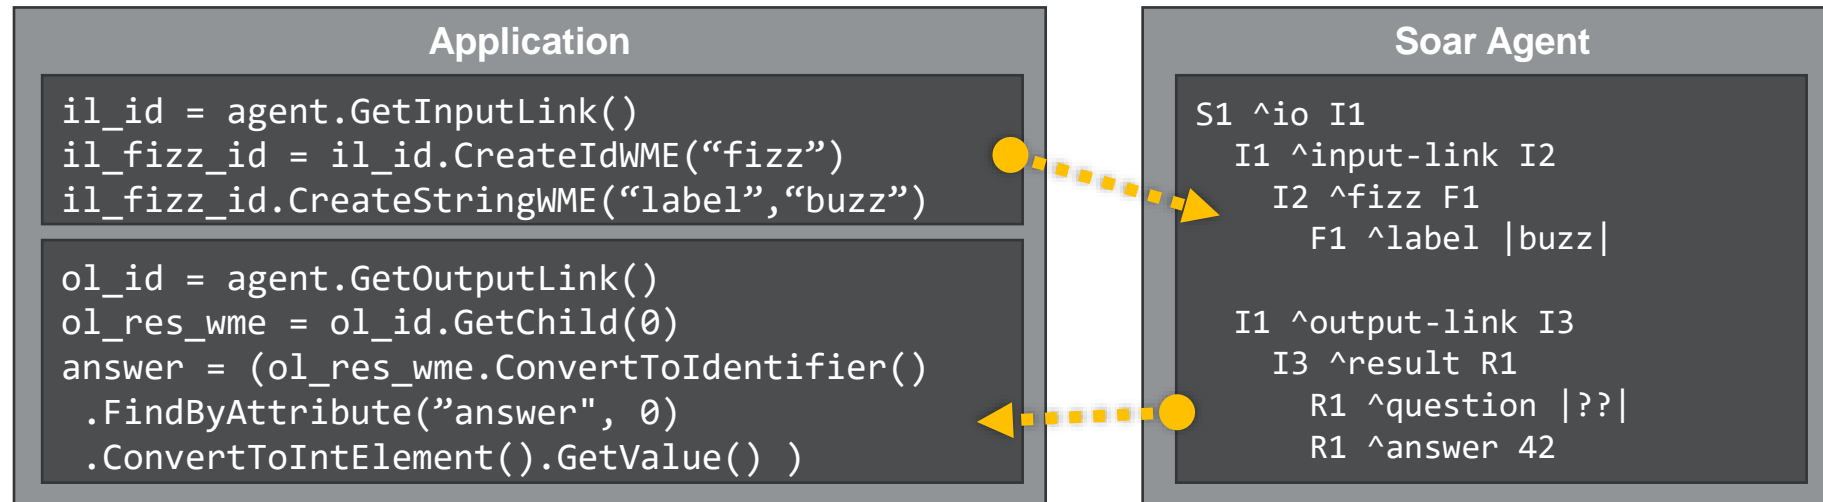 Application
il_id = agent.GetInputLink()
il_fizz_id = il_id.CreateIdWME(“fizz”)
il_fizz_id.CreateStringWME(“label”,“buzz”)
ol_id = agent.GetOutputLink()
ol_res_wme = ol_id.GetChild(0)
answer = (ol_res_wme.ConvertToIdentifier()
.FindByAttribute(”answer", 0)
.ConvertToIntElement().GetValue() )
Soar Agent
S1 ^io I1
I1 ^input-link I2
I2 ^fizz F1
F1 ^label |buzz|
I1 ^output-link I3
I3 ^result R1
R1 ^question |??|
R1 ^answer 42